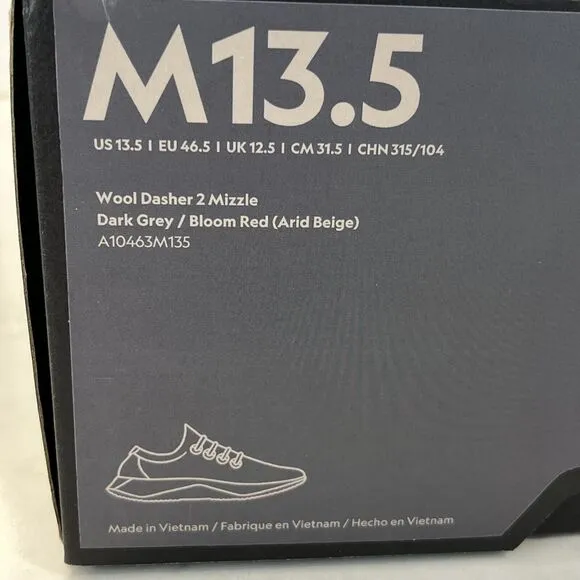 M13.5
US 13.5 I EU 46.5 I UK 12.5 I CM 31.5 I CHN 315/104
Wool Dasher 2 Mizzle
Dark Grey / Bloom Red (Arid Beige)
A10463M135
Made in Vietnam / Fabriqué en Vietnam / Hecho en Vietnam